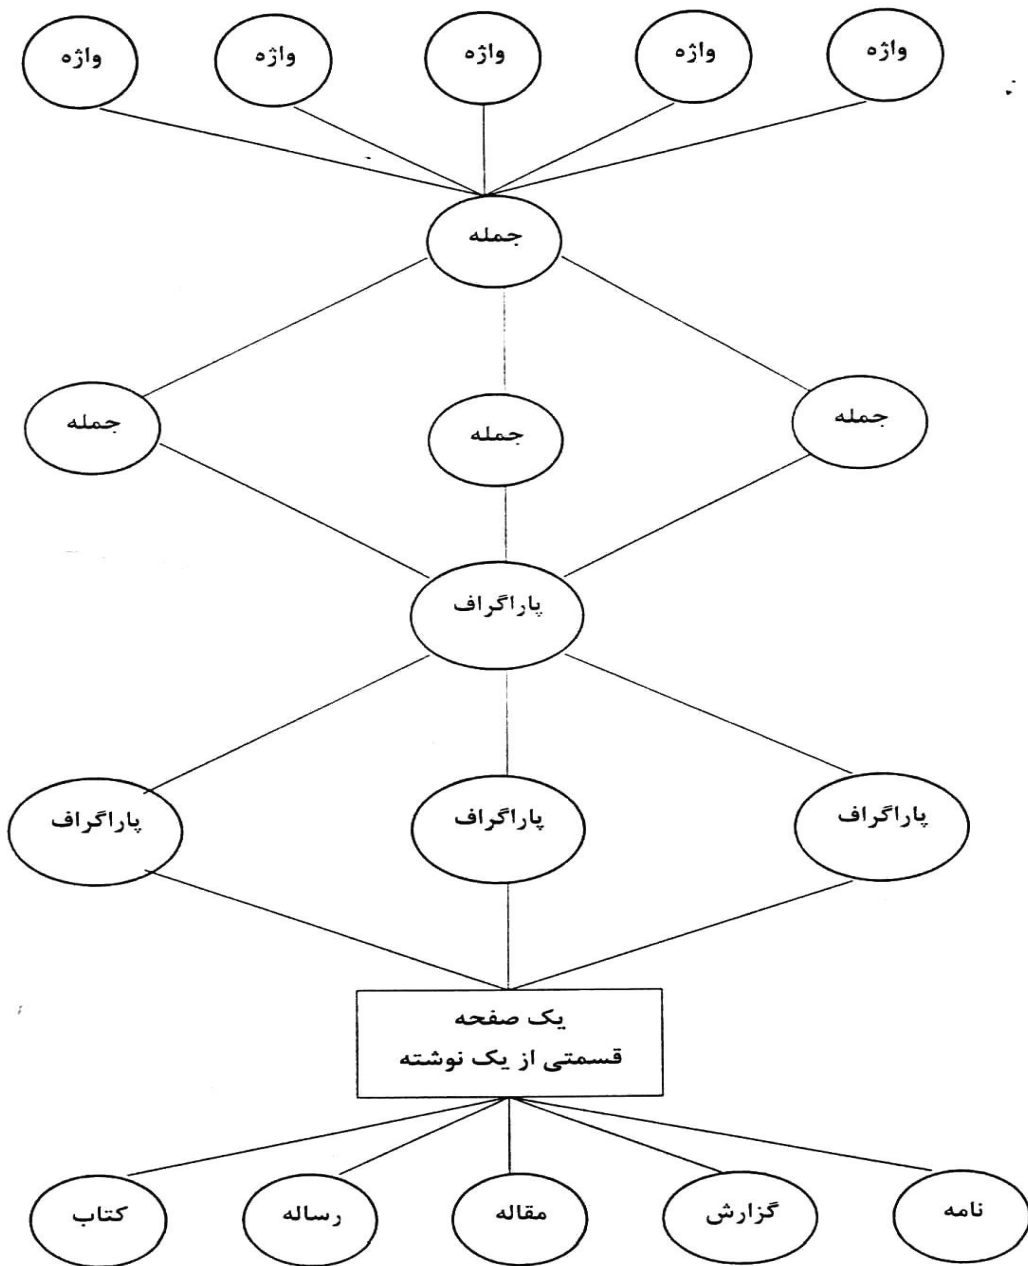 واژه
واژه
واژه
واژه
واژه
جمله
جمله
جمله
جمله
پاراگراف
پاراگراف
پاراگراف
پاراگراف
یک صفحه
قسمتی از یک نوشته
نامه
گزارش
مقاله
رساله
کتاب